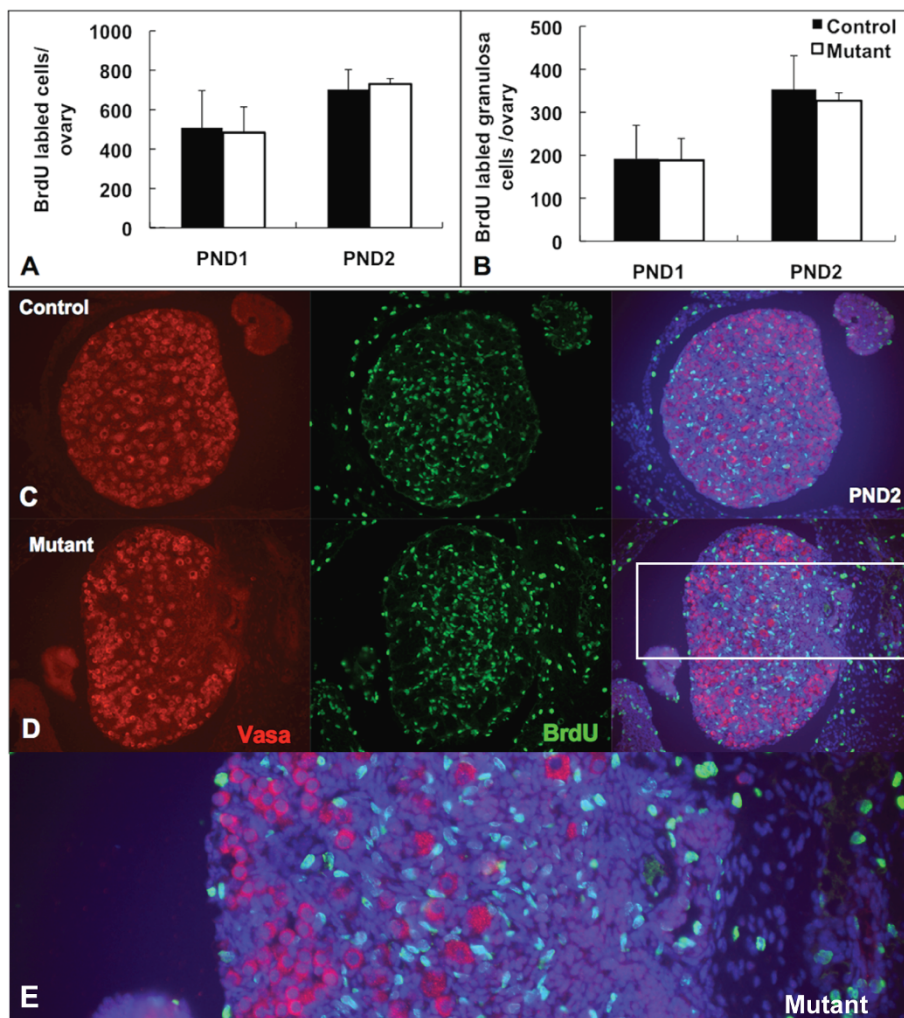 BrdU labled cells/
ovary
1000
800
600
400
200
0
PND1 PND2
A
BrdU labled granulosa
cells /ovary
500
400
300
200
100
0
Control
Mutant
PND1 PND2
B
Control
C
PND2
Mutant
D
Vasa
BrdU
E
Mutant